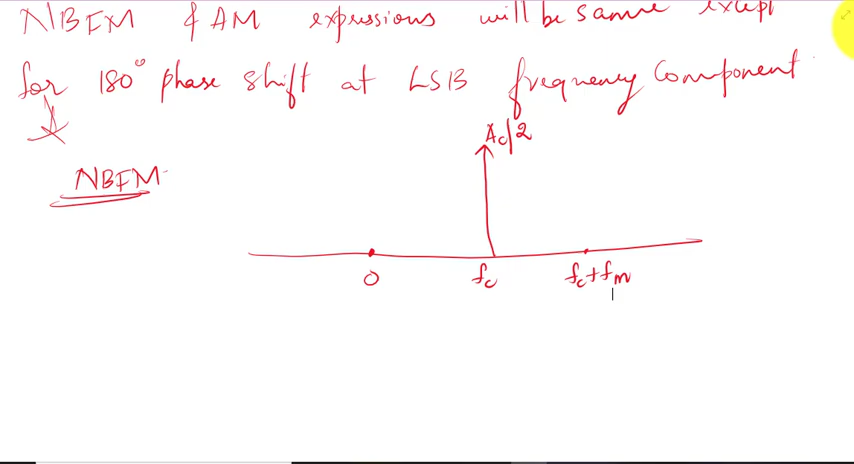 NBFM & AM expressions will be same except
for 180° phase shift at LSB frequency component
Ac/2
NBFM
0 fc fc+fm